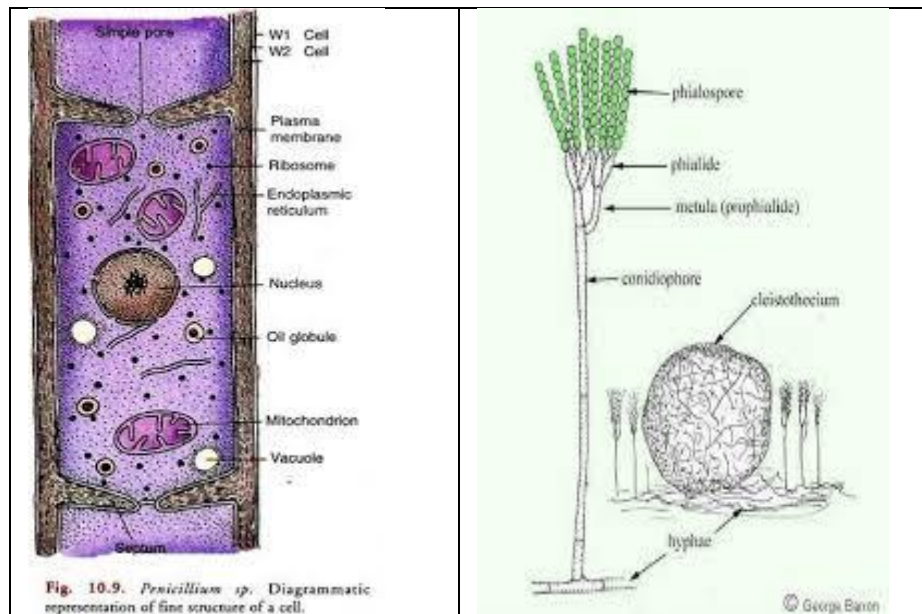 Simple pore
W1 Cell
W2 Cell
Plasma
membrane
Ribosome
Endoplasmic
reticulum
Nucleus
Oil globule
Mitochondrion
Vacuole
Septum
Fig. 10.9. Penicillium sp. Diagrammatic
representation of fine structure of a cell.
phialospore
phialide
metula (prophialide)
conidiophore
cleistothecium
hyphae
© George Barron